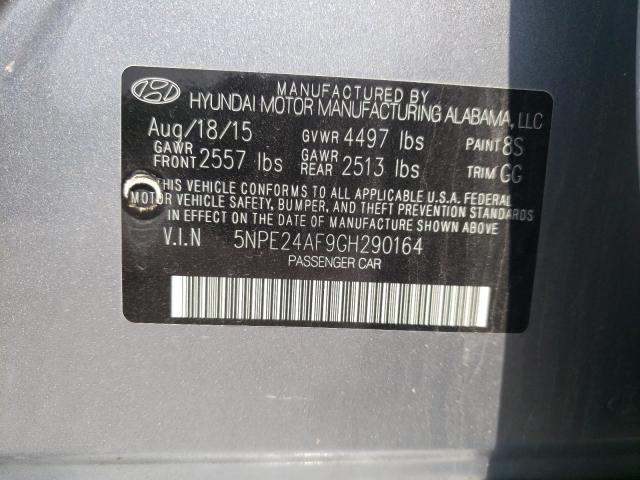 MANUFACTURED BY
HYUNDAI MOTOR MANUFACTURING ALABAMA, LLC
Aug/18/15 GVWR 4497 lbs PAINT 8S
GAWR FRONT 2557 lbs GAWR REAR 2513 lbs TRIM GG
THIS VEHICLE CONFORMS TO ALL APPLICABLE U.S.A. FEDERAL
MOTOR VEHICLE SAFETY, BUMPER, AND THEFT PREVENTION STANDARDS
IN EFFECT ON THE DATE OF MANUFACTURE SHOWN ABOVE
V.I.N 5NPE24AF9GH290164
PASSENGER CAR